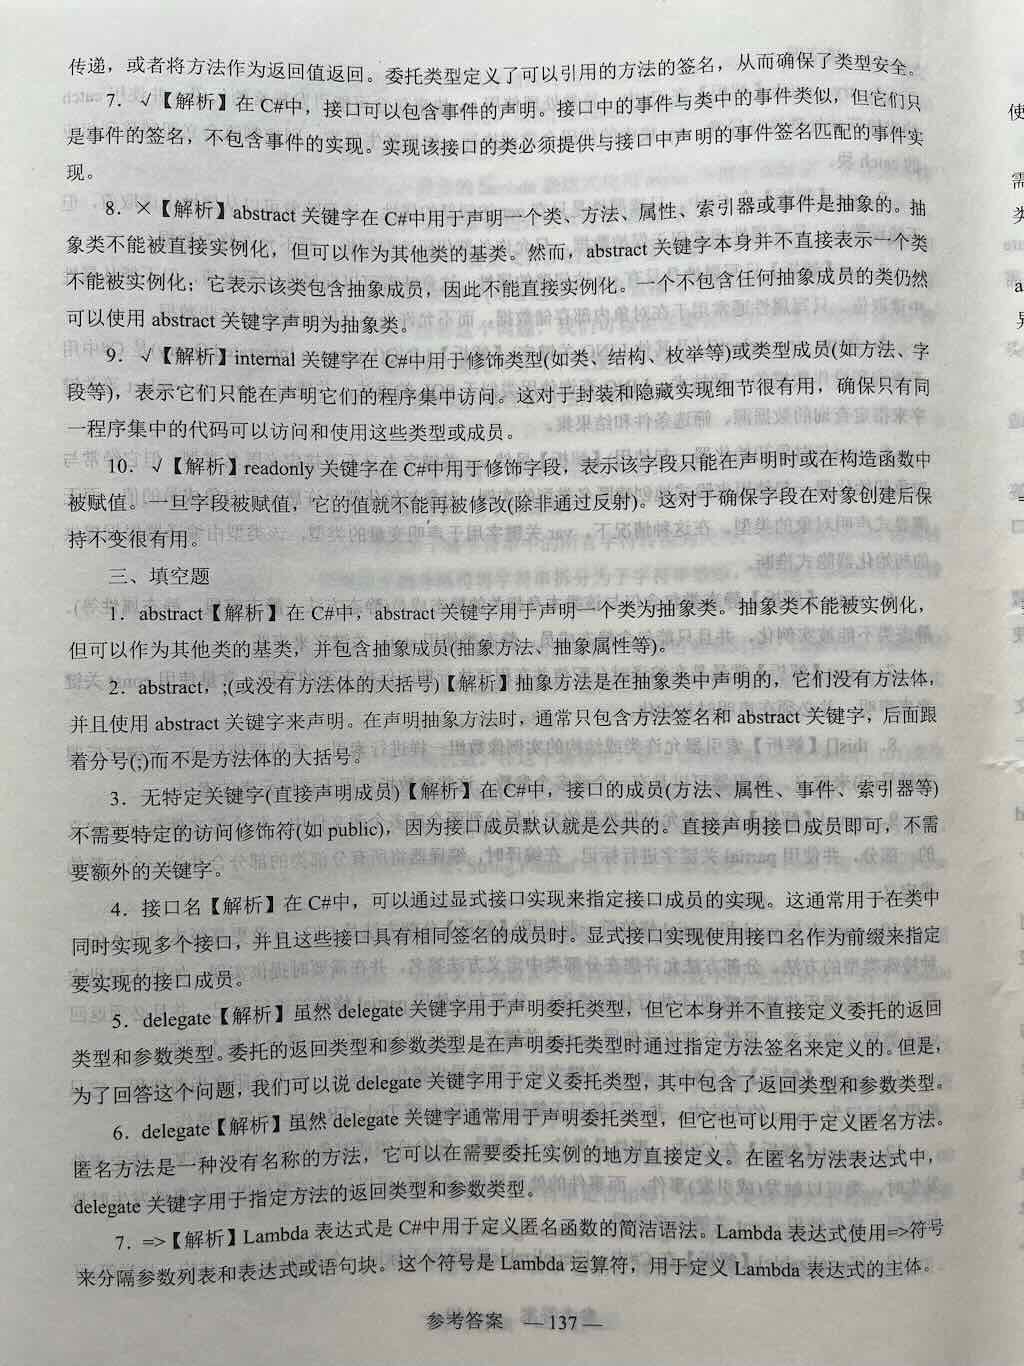 传递，或者将方法作为返回值返回。委托类型定义了可以引用的方法的签名，从而确保了类型安全。
7．√【解析】在 C#中，接口可以包含事件的声明。接口中的事件与类中的事件类似，但它们只
是事件的签名，不包含事件的实现。实现该接口的类必须提供与接口中声明的事件签名匹配的事件实
现。
8．×【解析】abstract 关键字在 C#中用于声明一个类、方法、属性、索引器或事件是抽象的。抽
象类不能被直接实例化，但可以作为其他类的基类。然而，abstract 关键字本身并不直接表示一个类
不能被实例化；它表示该类包含抽象成员，因此不能直接实例化。一个不包含任何抽象成员的类仍然
可以使用 abstract 关键字声明为抽象类。
9．√【解析】internal 关键字在 C#中用于修饰类型(如类、结构、枚举等)或类型成员(如方法、字
段等)，表示它们只能在声明它们的程序集中访问。这对于封装和隐藏实现细节很有用，确保只有同
一程序集中的代码可以访问和使用这些类型或成员。
10．√【解析】readonly 关键字在 C#中用于修饰字段，表示该字段只能在声明时或在构造函数中
被赋值。一旦字段被赋值，它的值就不能再被修改(除非通过反射)。这对于确保字段在对象创建后保
持不变很有用。
三、填空题
1．abstract【解析】在 C#中，abstract 关键字用于声明一个类为抽象类。抽象类不能被实例化，
但可以作为其他类的基类，并包含抽象成员(抽象方法、抽象属性等)。
2．abstract，;(或没有方法体的大括号)【解析】抽象方法是在抽象类中声明的，它们没有方法体，
并且使用 abstract 关键字来声明。在声明抽象方法时，通常只包含方法签名和 abstract 关键字，后面跟
着分号(;)而不是方法体的大括号。
3．无特定关键字(直接声明成员)【解析】在 C#中，接口的成员(方法、属性、事件、索引器等)
不需要特定的访问修饰符(如 public)，因为接口成员默认就是公共的。直接声明接口成员即可，不需
要额外的关键字。
4．接口名【解析】在 C#中，可以通过显式接口实现来指定接口成员的实现。这通常用于在类中
同时实现多个接口，并且这些接口具有相同签名的成员时。显式接口实现使用接口名作为前缀来指定
要实现的接口成员。
5．delegate【解析】虽然 delegate 关键字用于声明委托类型，但它本身并不直接定义委托的返回
类型和参数类型。委托的返回类型和参数类型是在声明委托类型时通过指定方法签名来定义的。但是，
为了回答这个问题，我们可以说 delegate 关键字用于定义委托类型，其中包含了返回类型和参数类型。
6．delegate【解析】虽然 delegate 关键字通常用于声明委托类型，但它也可以用于定义匿名方法。
匿名方法是一种没有名称的方法，它可以在需要委托实例的地方直接定义。在匿名方法表达式中，
delegate 关键字用于指定方法的返回类型和参数类型。
7．=>【解析】Lambda 表达式是 C#中用于定义匿名函数的简洁语法。Lambda 表达式使用=>符号
来分隔参数列表和表达式或语句块。这个符号是 Lambda 运算符，用于定义 Lambda 表达式的主体。
参考答案 — 137 —